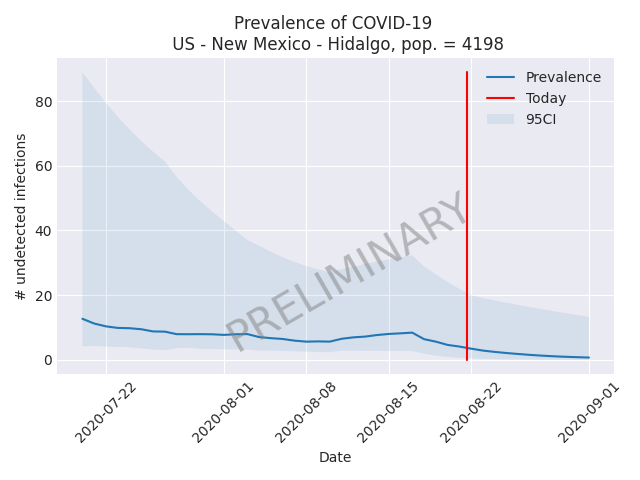 Prevalence of COVID-19
US - New Mexico - Hidalgo, pop. = 4198
Prevalence
Today
95CI
# undetected infections
80
60
40
20
0
PRELIMINARY
2020-07-22
2020-08-01
2020-08-08
2020-08-15
2020-08-22
2020-09-01
Date